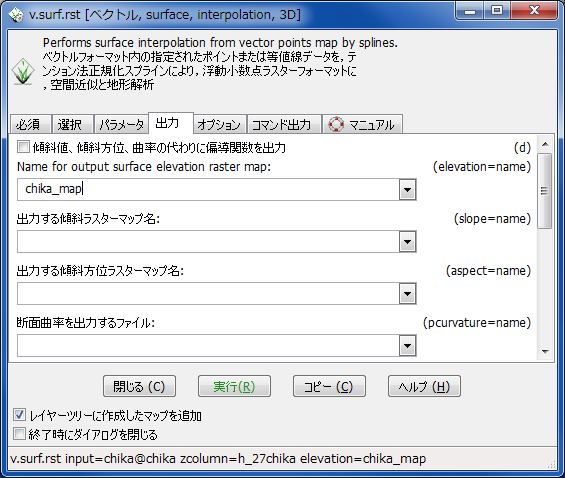 v.surf.rst [ベクトル, surface, interpolation, 3D]
Performs surface interpolation from vector points map by splines.
ベクトルフォーマット内の指定されたポイントまたは等値線データを，テ
ンション法正規化スプラインにより，浮動小数点ラスターフォーマットに
，空間近似と地形解析
必須 選択 パラメータ 出力 オプション コマンド出力 マニュアル
傾斜値、傾斜方位、曲率の代わりに偏導関数を出力 (d)
Name for output surface elevation raster map: (elevation=name)
chika_map
出力する傾斜ラスターマップ名: (slope=name)
出力する傾斜方位ラスターマップ名: (aspect=name)
断面曲率を出力するファイル: (pcurvature=name)
閉じる (C) 実行(R) コピー (C) ヘルプ (H)
レイヤーツリーに作成したマップを追加
終了時にダイアログを閉じる
v.surf.rst input=chika@chika zcolumn=h_27chika elevation=chika_map